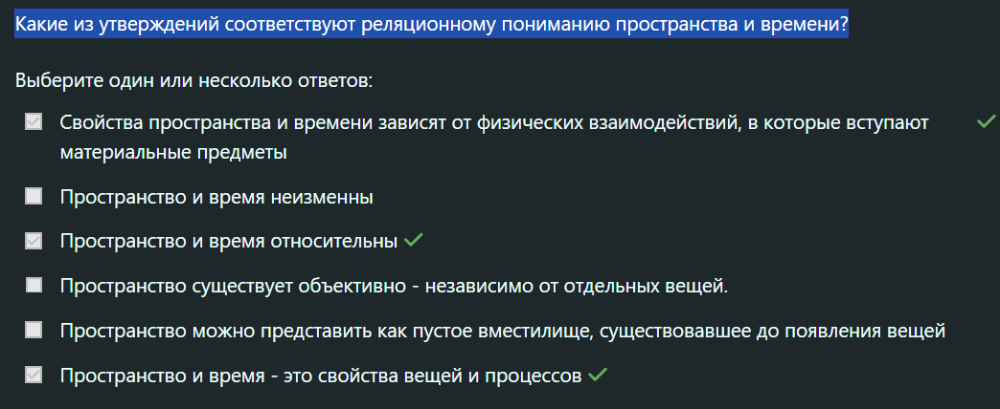 Какие из утверждений соответствуют реляционному пониманию пространства и времени?
Выберите один или несколько ответов:
Свойства пространства и времени зависят от физических взаимодействий, в которые вступают
материальные предметы
Пространство и время неизменны
Пространство и время относительны
Пространство существует объективно - независимо от отдельных вещей.
Пространство можно представить как пустое вместилище, существовавшее до появления вещей
Пространство и время - это свойства вещей и процессов